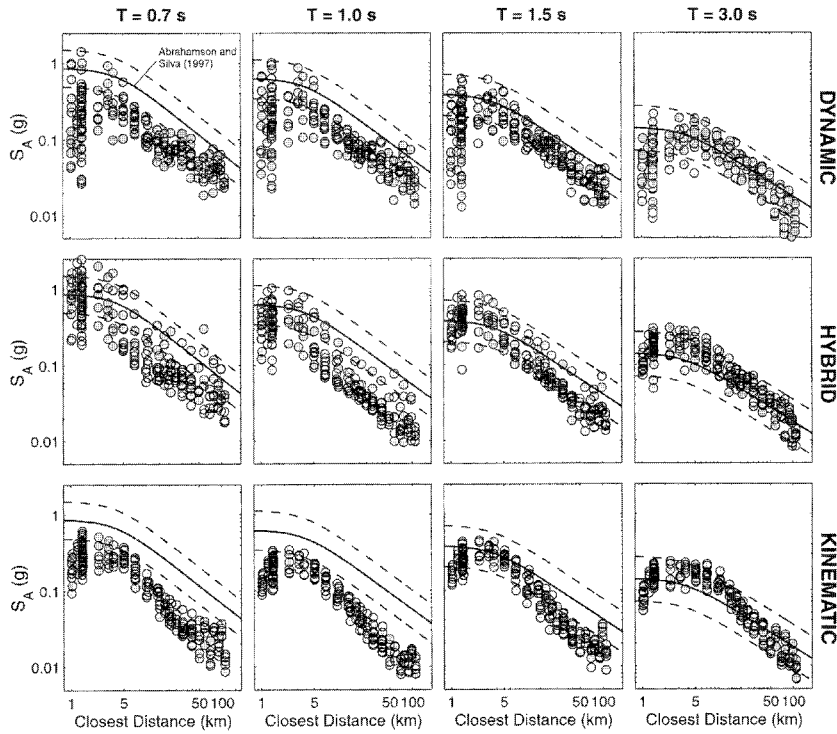 T = 0.7 s T = 1.0 s T = 1.5 s T = 3.0 s
Abrahamson and
Silva (1997)
1
0.1
0.01
S_A (g)
DYNAMIC
1
0.1
0.01
S_A (g)
HYBRID
1
0.1
0.01
S_A (g)
KINEMATIC
1 5 50 100 1 5 50 100 1 5 50 100 1 5 50 100
Closest Distance (km) Closest Distance (km) Closest Distance (km) Closest Distance (km)